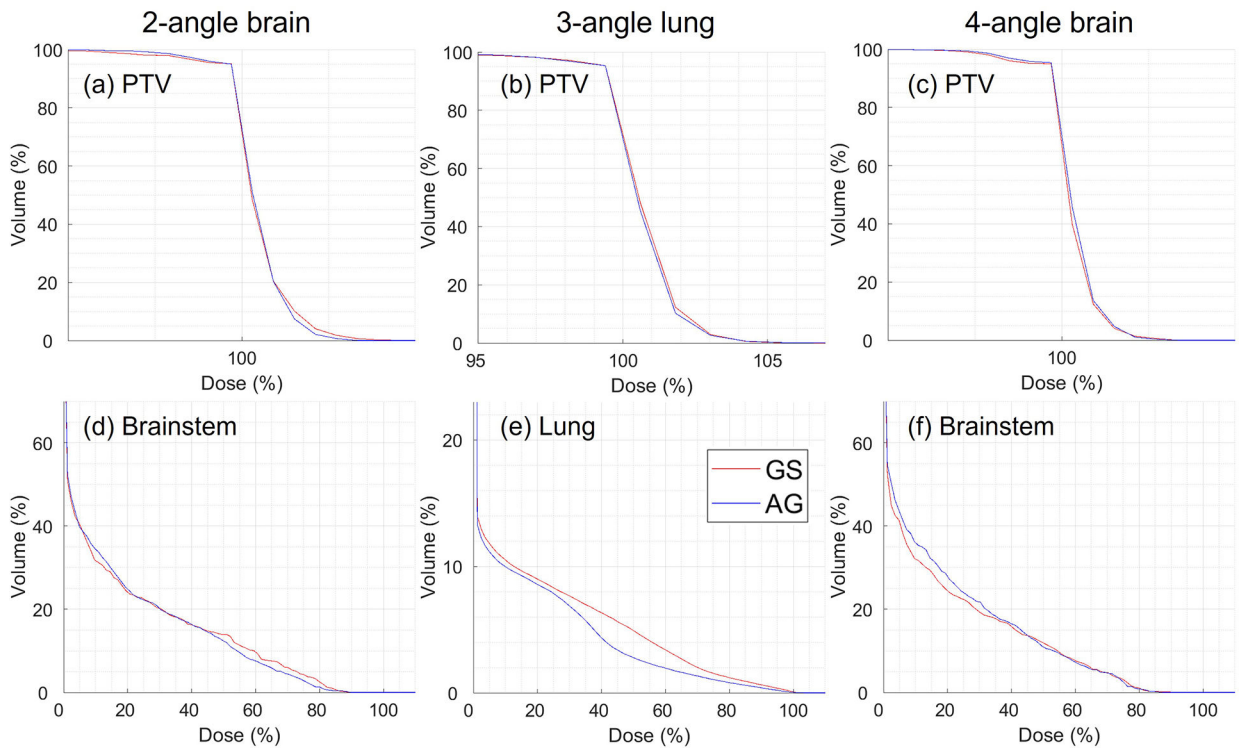 2-angle brain
3-angle lung
4-angle brain
(a) PTV
(b) PTV
(c) PTV
Volume (%)
100
80
60
40
20
0
100
Dose (%)
Volume (%)
100
80
60
40
20
0
95
100
105
Dose (%)
Volume (%)
100
80
60
40
20
0
100
Dose (%)
(d) Brainstem
Volume (%)
60
40
20
0
0
20
40
60
80
100
Dose (%)
(e) Lung
GS
AG
Volume (%)
20
10
0
0
20
40
60
80
100
Dose (%)
(f) Brainstem
Volume (%)
60
40
20
0
0
20
40
60
80
100
Dose (%)